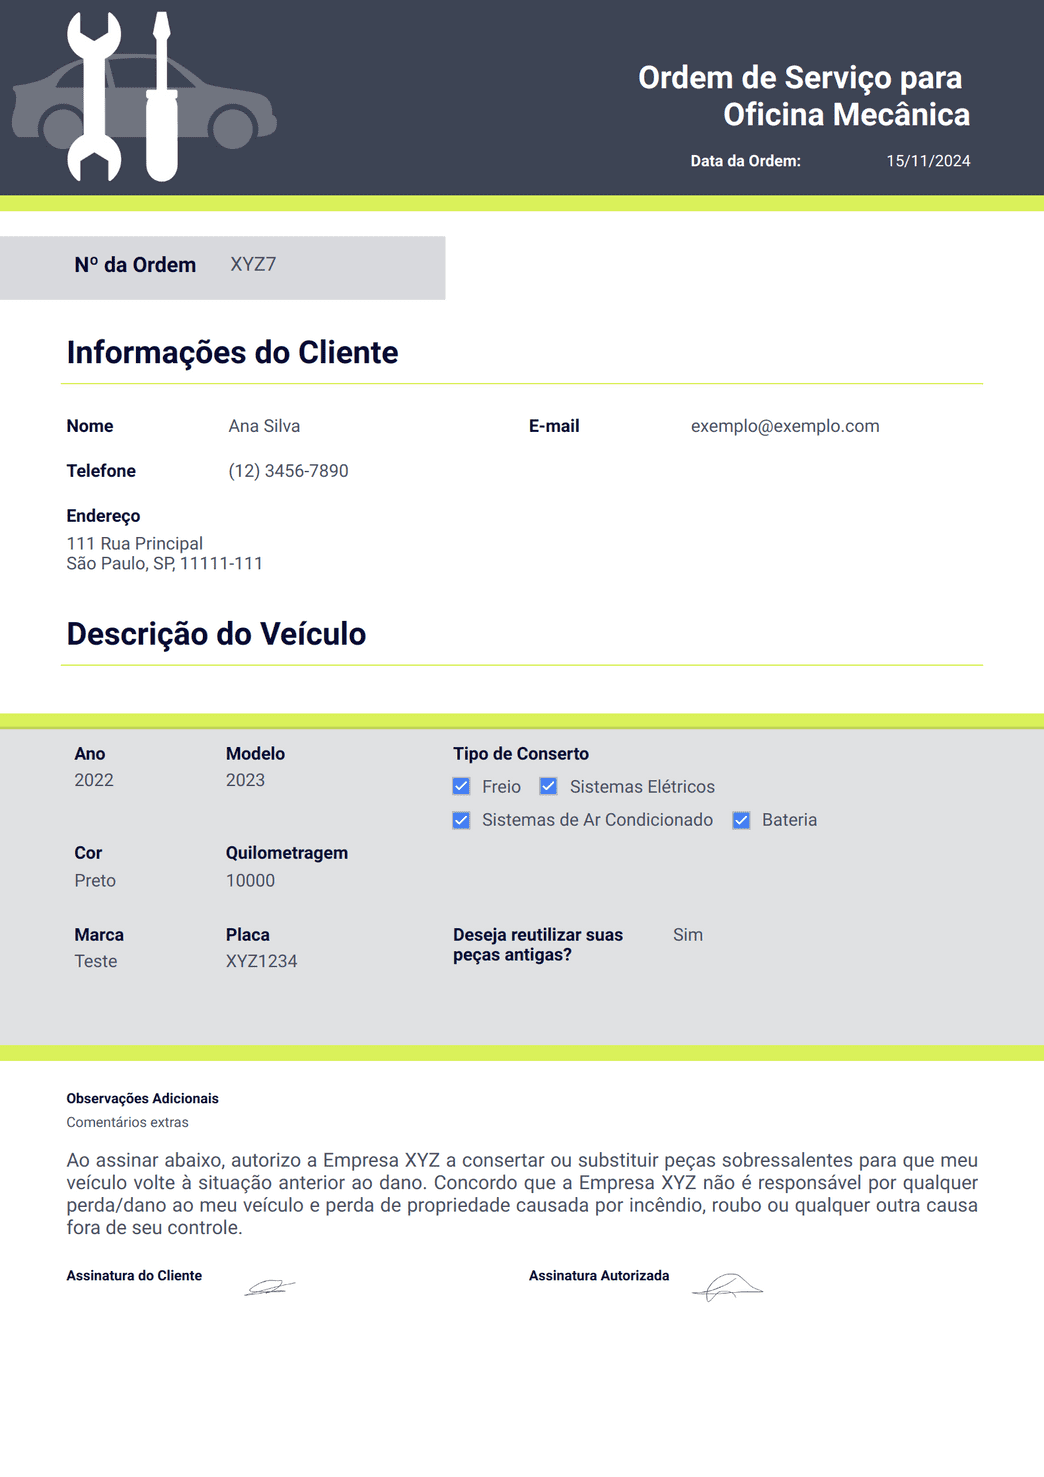 Ordem de Serviço para
Oficina Mecânica
Data da Ordem: 15/11/2024
Nº da Ordem XYZ7
Informações do Cliente
Nome Ana Silva E-mail exemplo@exemplo.com
Telefone (12) 3456-7890
Endereço
111 Rua Principal
São Paulo, SP, 11111-111
Descrição do Veículo
Ano Modelo Tipo de Conserto
2022 2023 Freio Sistemas Elétricos
Sistemas de Ar Condicionado Bateria
Cor Quilometragem
Preto 10000
Marca Placa Deseja reutilizar suas Sim
peças antigas?
Teste XYZ1234
Observações Adicionais
Comentários extras
Ao assinar abaixo, autorizo a Empresa XYZ a consertar ou substituir peças sobressalentes para que meu
veículo volte à situação anterior ao dano. Concordo que a Empresa XYZ não é responsável por qualquer
perda/dano ao meu veículo e perda de propriedade causada por incêndio, roubo ou qualquer outra causa
fora de seu controle.
Assinatura do Cliente Assinatura Autorizada